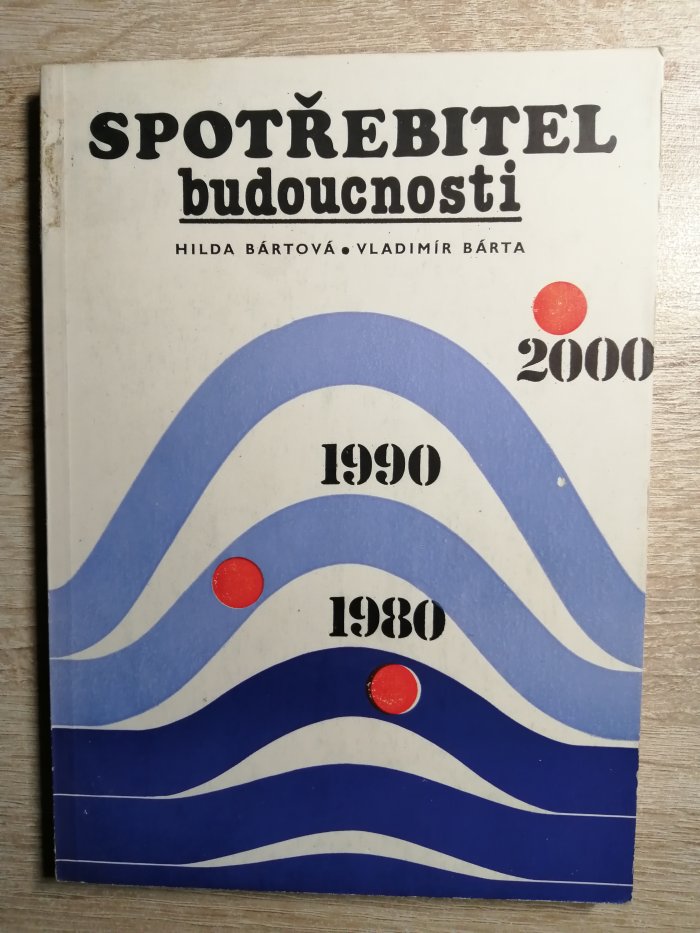 SPOTŘEBITEL
budoucnosti
HILDA BÁRTOVÁ • VLADIMÍR BÁRTA
2000
1990
1980